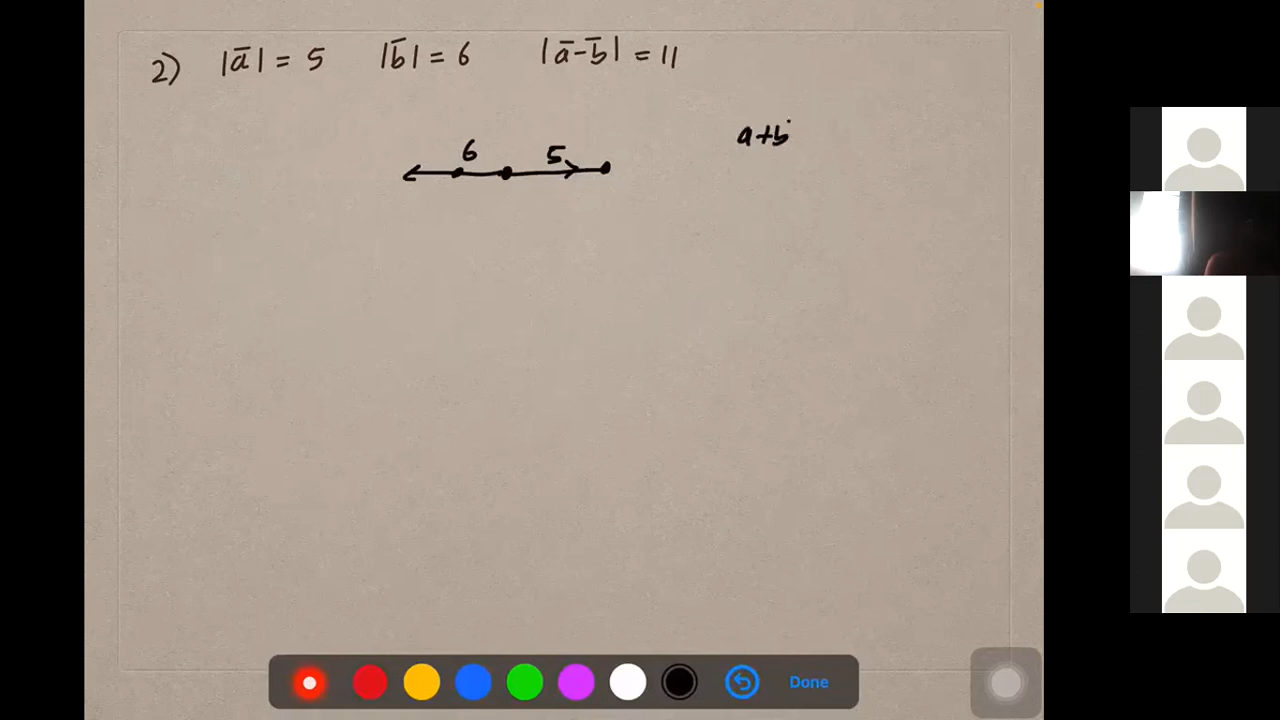 2) |a̅| = 5 |b̅| = 6 |a̅-b̅| = 11
a+b
6 5
Done